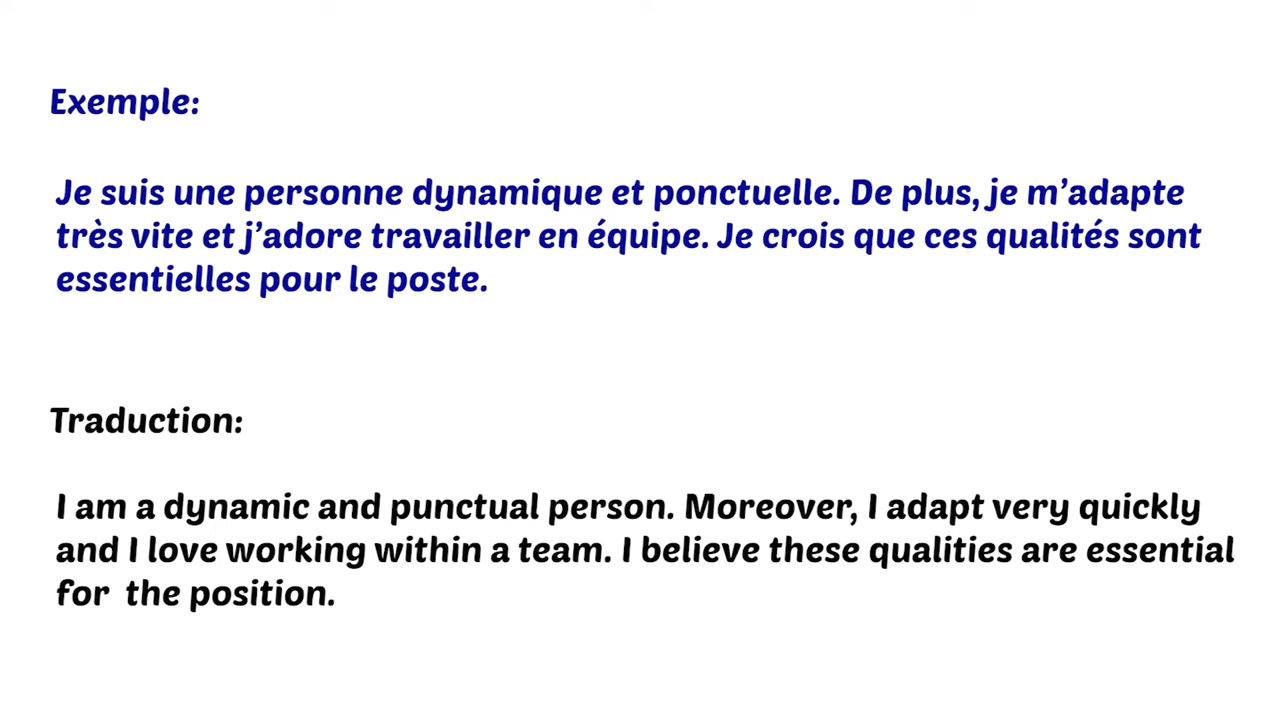 Exemple:
Je suis une personne dynamique et ponctuelle. De plus, je m’adapte
très vite et j’adore travailler en équipe. Je crois que ces qualités sont
essentielles pour le poste.
Traduction:
I am a dynamic and punctual person. Moreover, I adapt very quickly
and I love working within a team. I believe these qualities are essential
for  the position.